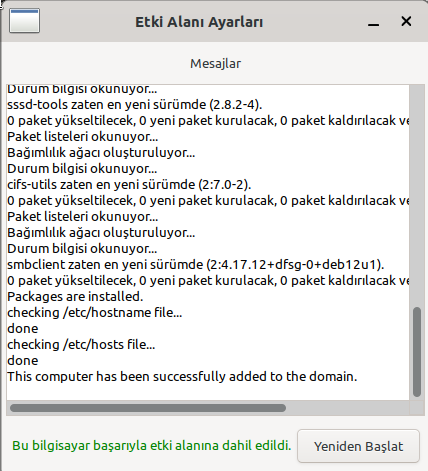 Etki Alanı Ayarları
Mesajlar
Durum bilgisi okunuyor...
sssd-tools zaten en yeni sürümde (2.8.2-4).
0 paket yükseltilecek, 0 yeni paket kurulacak, 0 paket kaldırılacak ve
Paket listeleri okunuyor...
Bağımlılık ağacı oluşturuluyor...
Durum bilgisi okunuyor...
cifs-utils zaten en yeni sürümde (2:7.0-2).
0 paket yükseltilecek, 0 yeni paket kurulacak, 0 paket kaldırılacak ve
Paket listeleri okunuyor...
Bağımlılık ağacı oluşturuluyor...
Durum bilgisi okunuyor...
smbclient zaten en yeni sürümde (2:4.17.12+dfsg-0+deb12u1).
0 paket yükseltilecek, 0 yeni paket kurulacak, 0 paket kaldırılacak ve
Packages are installed.
checking /etc/hostname file...
done
checking /etc/hosts file...
done
This computer has been successfully added to the domain.
Bu bilgisayar başarıyla etki alanına dahil edildi.
Yeniden Başlat